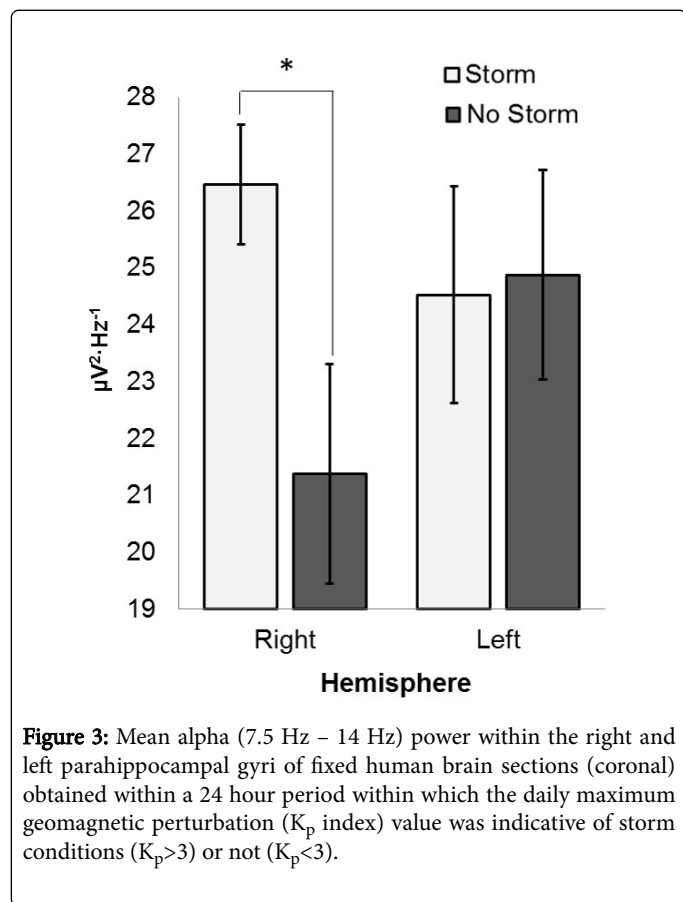 *
Storm
No Storm
28
27
26
25
24
23
22
21
20
19
µV²·Hz⁻¹
Right
Left
Hemisphere
Figure 3: Mean alpha (7.5 Hz – 14 Hz) power within the right and
left parahippocampal gyri of fixed human brain sections (coronal)
obtained within a 24 hour period within which the daily maximum
geomagnetic perturbation (Kp index) value was indicative of storm
conditions (Kp>3) or not (Kp<3).